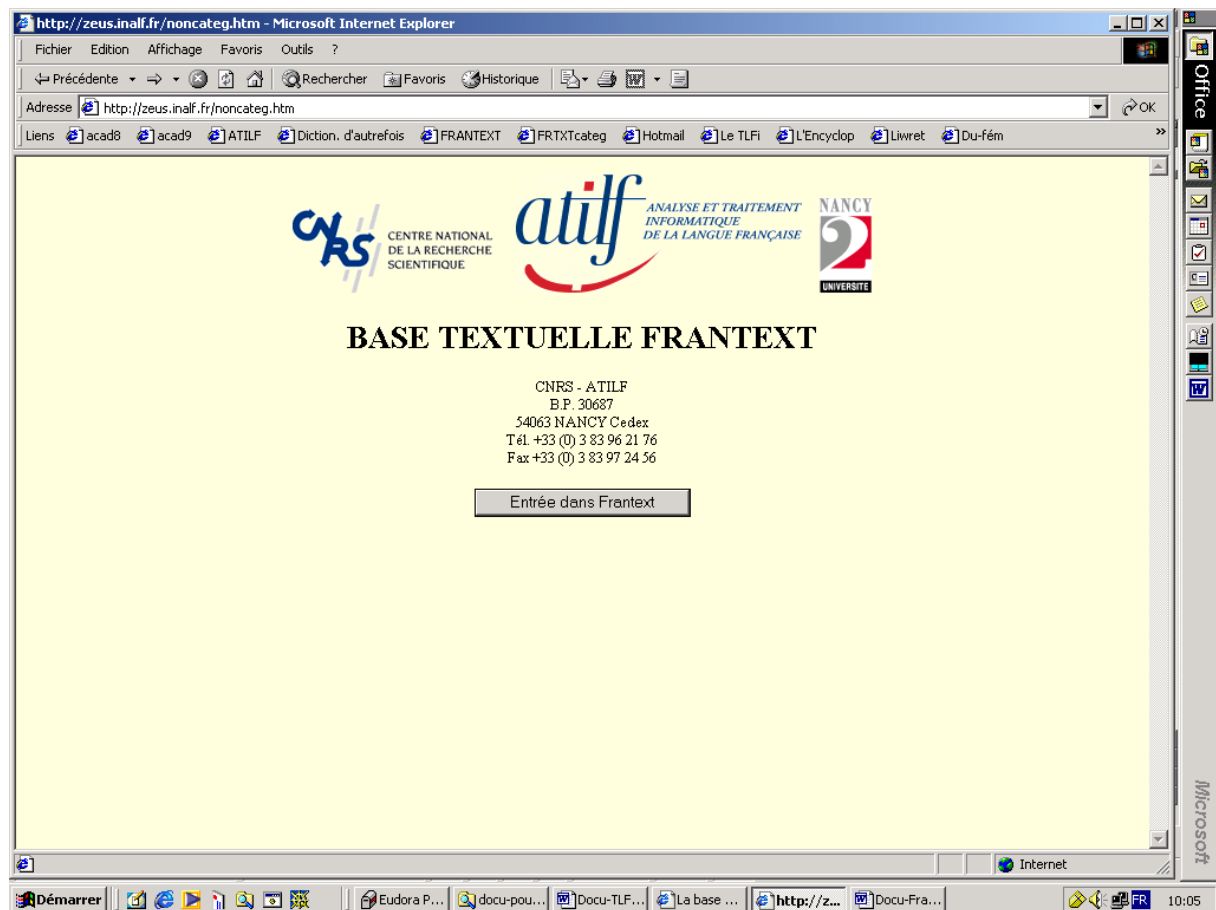 http://zeus.inalf.fr/noncateg.htm - Microsoft Internet Explorer
Fichier Edition Affichage Favoris Outils ?
Précédente Rechercher Favoris Historique
Adresse http://zeus.inalf.fr/noncateg.htm OK
Liens acad8 acad9 ATILF Diction. d'autrefois FRANTEXT FRTXTcateg Hotmail Le TLFi L'Encyclop Liwret Du-fém »
CNRS
CENTRE NATIONAL
DE LA RECHERCHE
SCIENTIFIQUE
atilf
ANALYSE ET TRAITEMENT
INFORMATIQUE
DE LA LANGUE FRANÇAISE
NANCY
2
UNIVERSITE
BASE TEXTUELLE FRANTEXT
CNRS - ATILF
B.P. 30687
54063 NANCY Cedex
Tél. +33 (0) 3 83 96 21 76
Fax +33 (0) 3 83 97 24 56
Entrée dans Frantext
Internet
Office
Microsoft
Démarrer Eudora P... docu-pou... Docu-TLF... La base ... http://z... Docu-Fra... FR 10:05